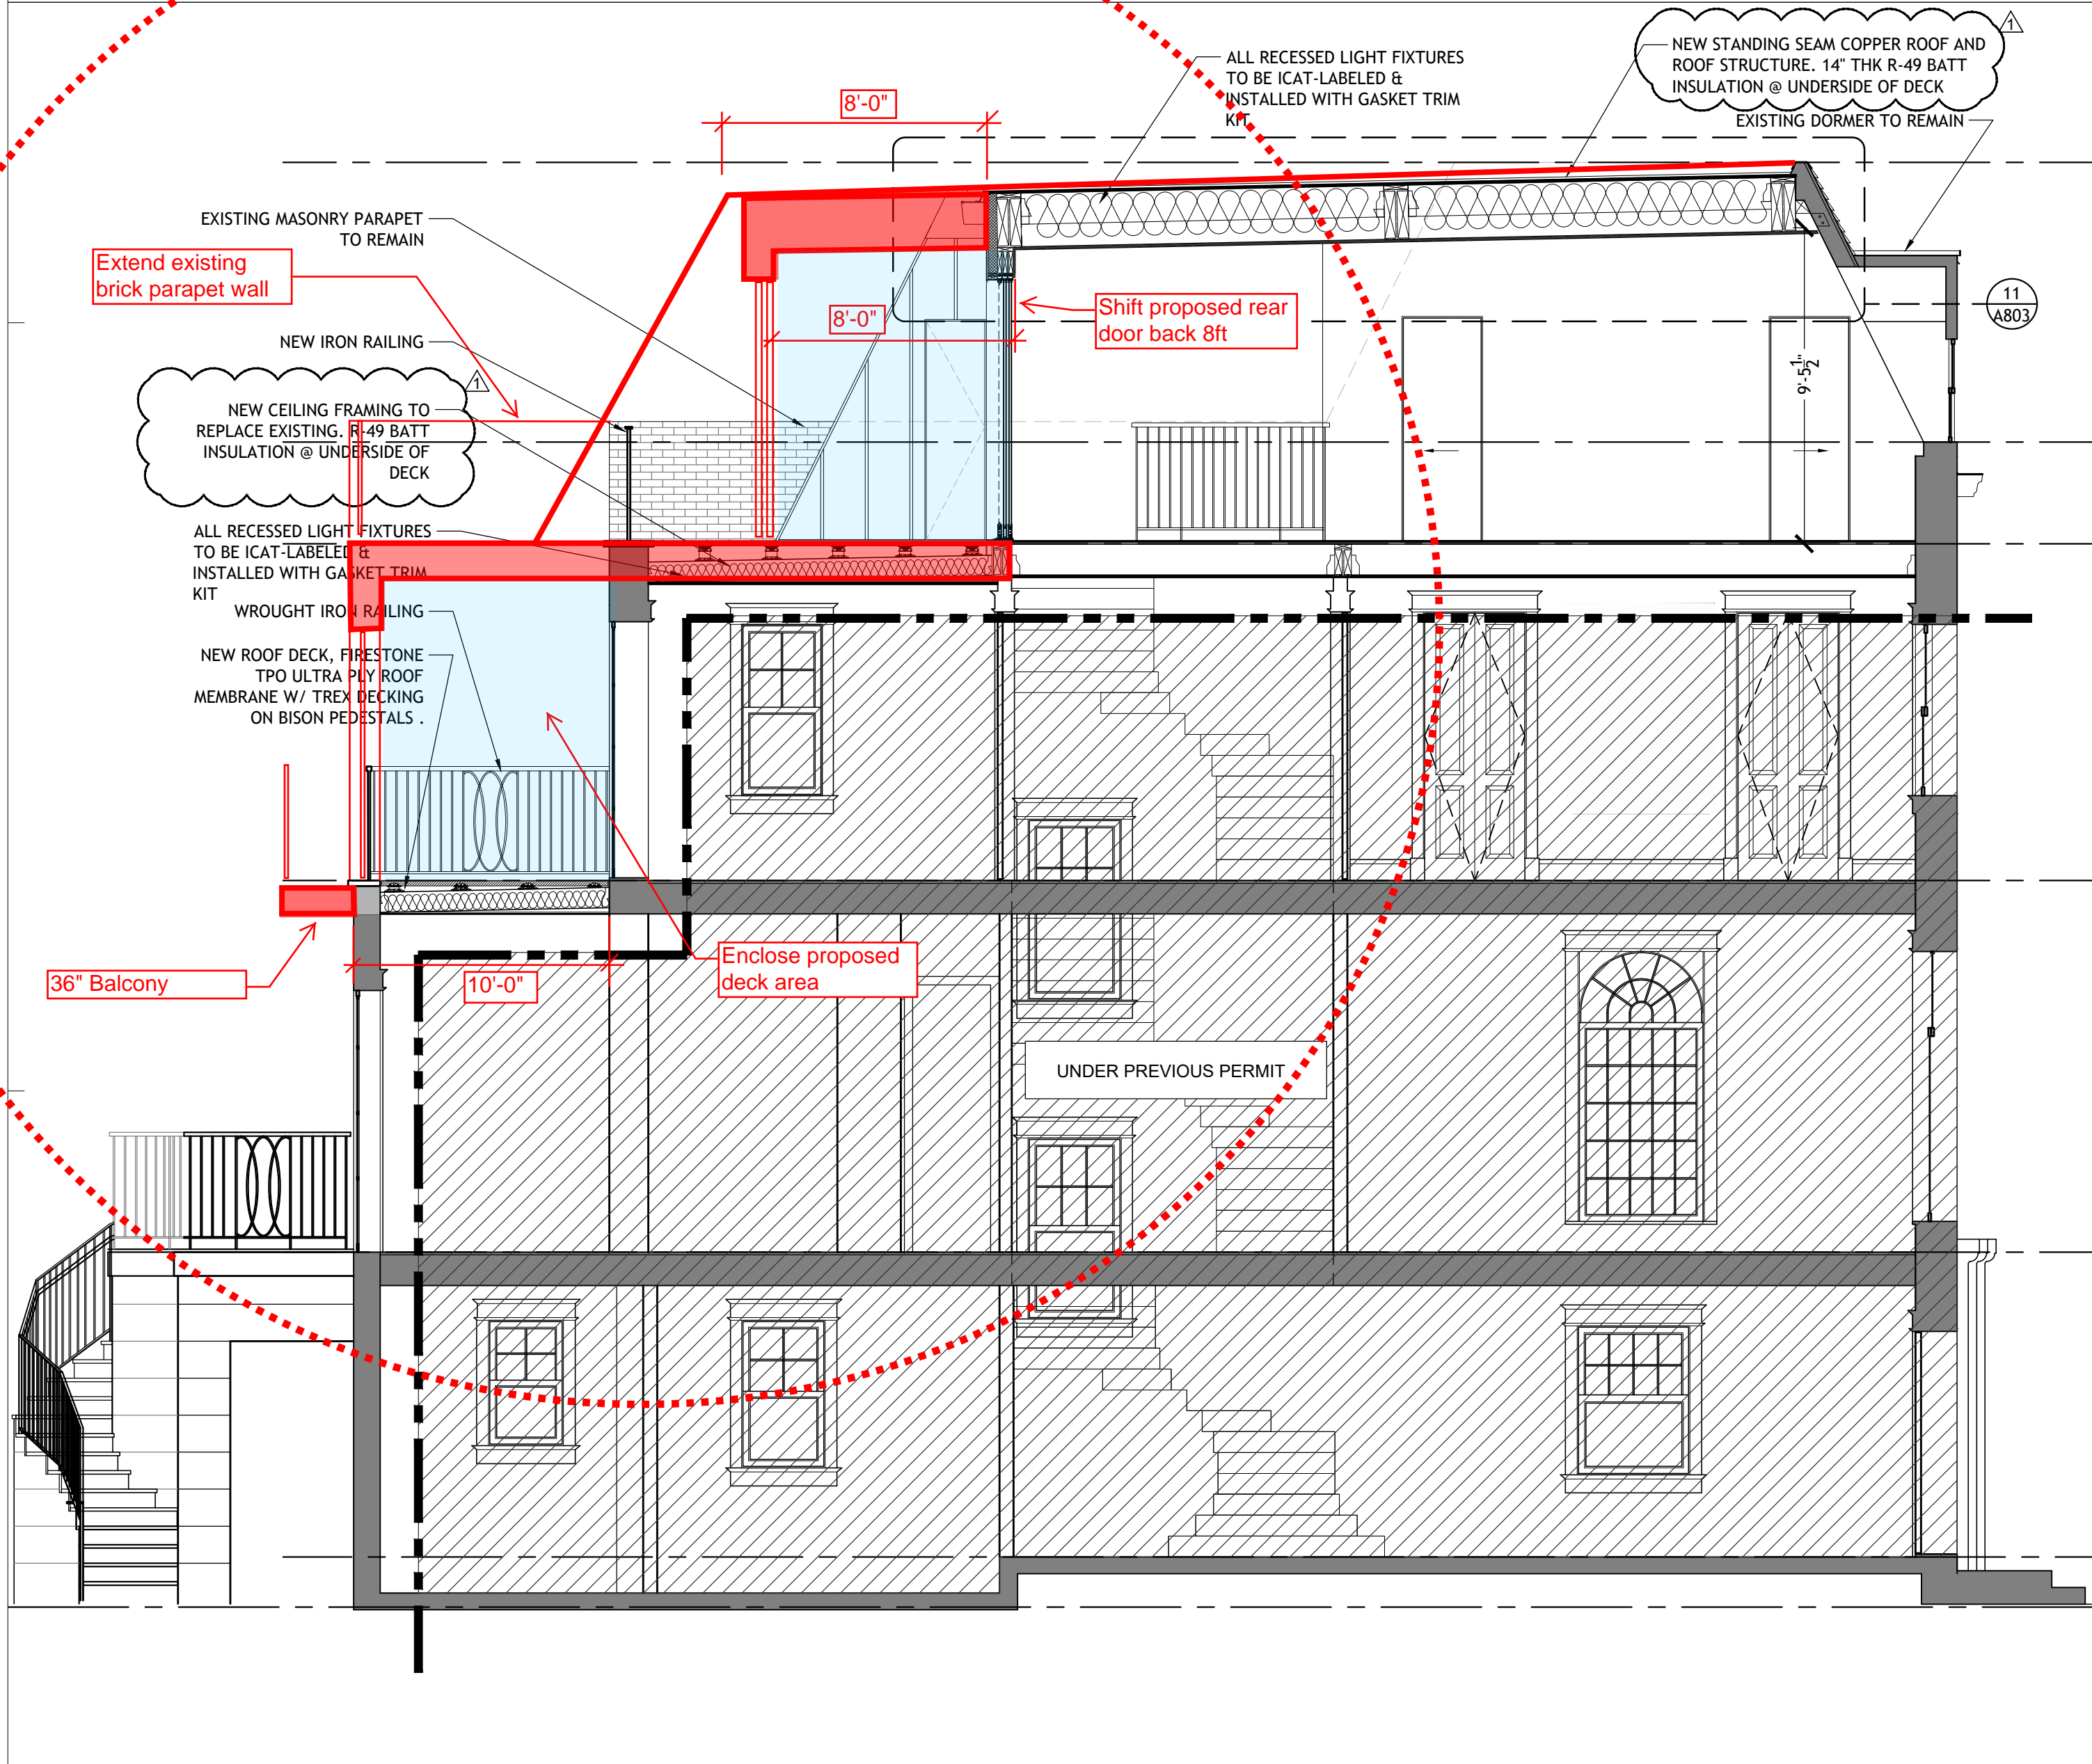 ALL RECESSED LIGHT FIXTURES
TO BE ICAT-LABELED &
INSTALLED WITH GASKET TRIM
KIT
NEW STANDING SEAM COPPER ROOF AND
ROOF STRUCTURE. 14" THK R-49 BATT
INSULATION @ UNDERSIDE OF DECK
1
EXISTING DORMER TO REMAIN
8'-0"
EXISTING MASONRY PARAPET
TO REMAIN
Extend existing
brick parapet wall
8'-0"
Shift proposed rear
door back 8ft
11
A803
NEW IRON RAILING
9'-5 1/2"
1
NEW CEILING FRAMING TO
REPLACE EXISTING. R-49 BATT
INSULATION @ UNDERSIDE OF
DECK
ALL RECESSED LIGHT FIXTURES
TO BE ICAT-LABELED &
INSTALLED WITH GASKET TRIM
KIT
WROUGHT IRON RAILING
NEW ROOF DECK, FIRESTONE
TPO ULTRA PLY ROOF
MEMBRANE W/ TREX DECKING
ON BISON PEDESTALS .
36" Balcony
10'-0"
Enclose proposed
deck area
UNDER PREVIOUS PERMIT